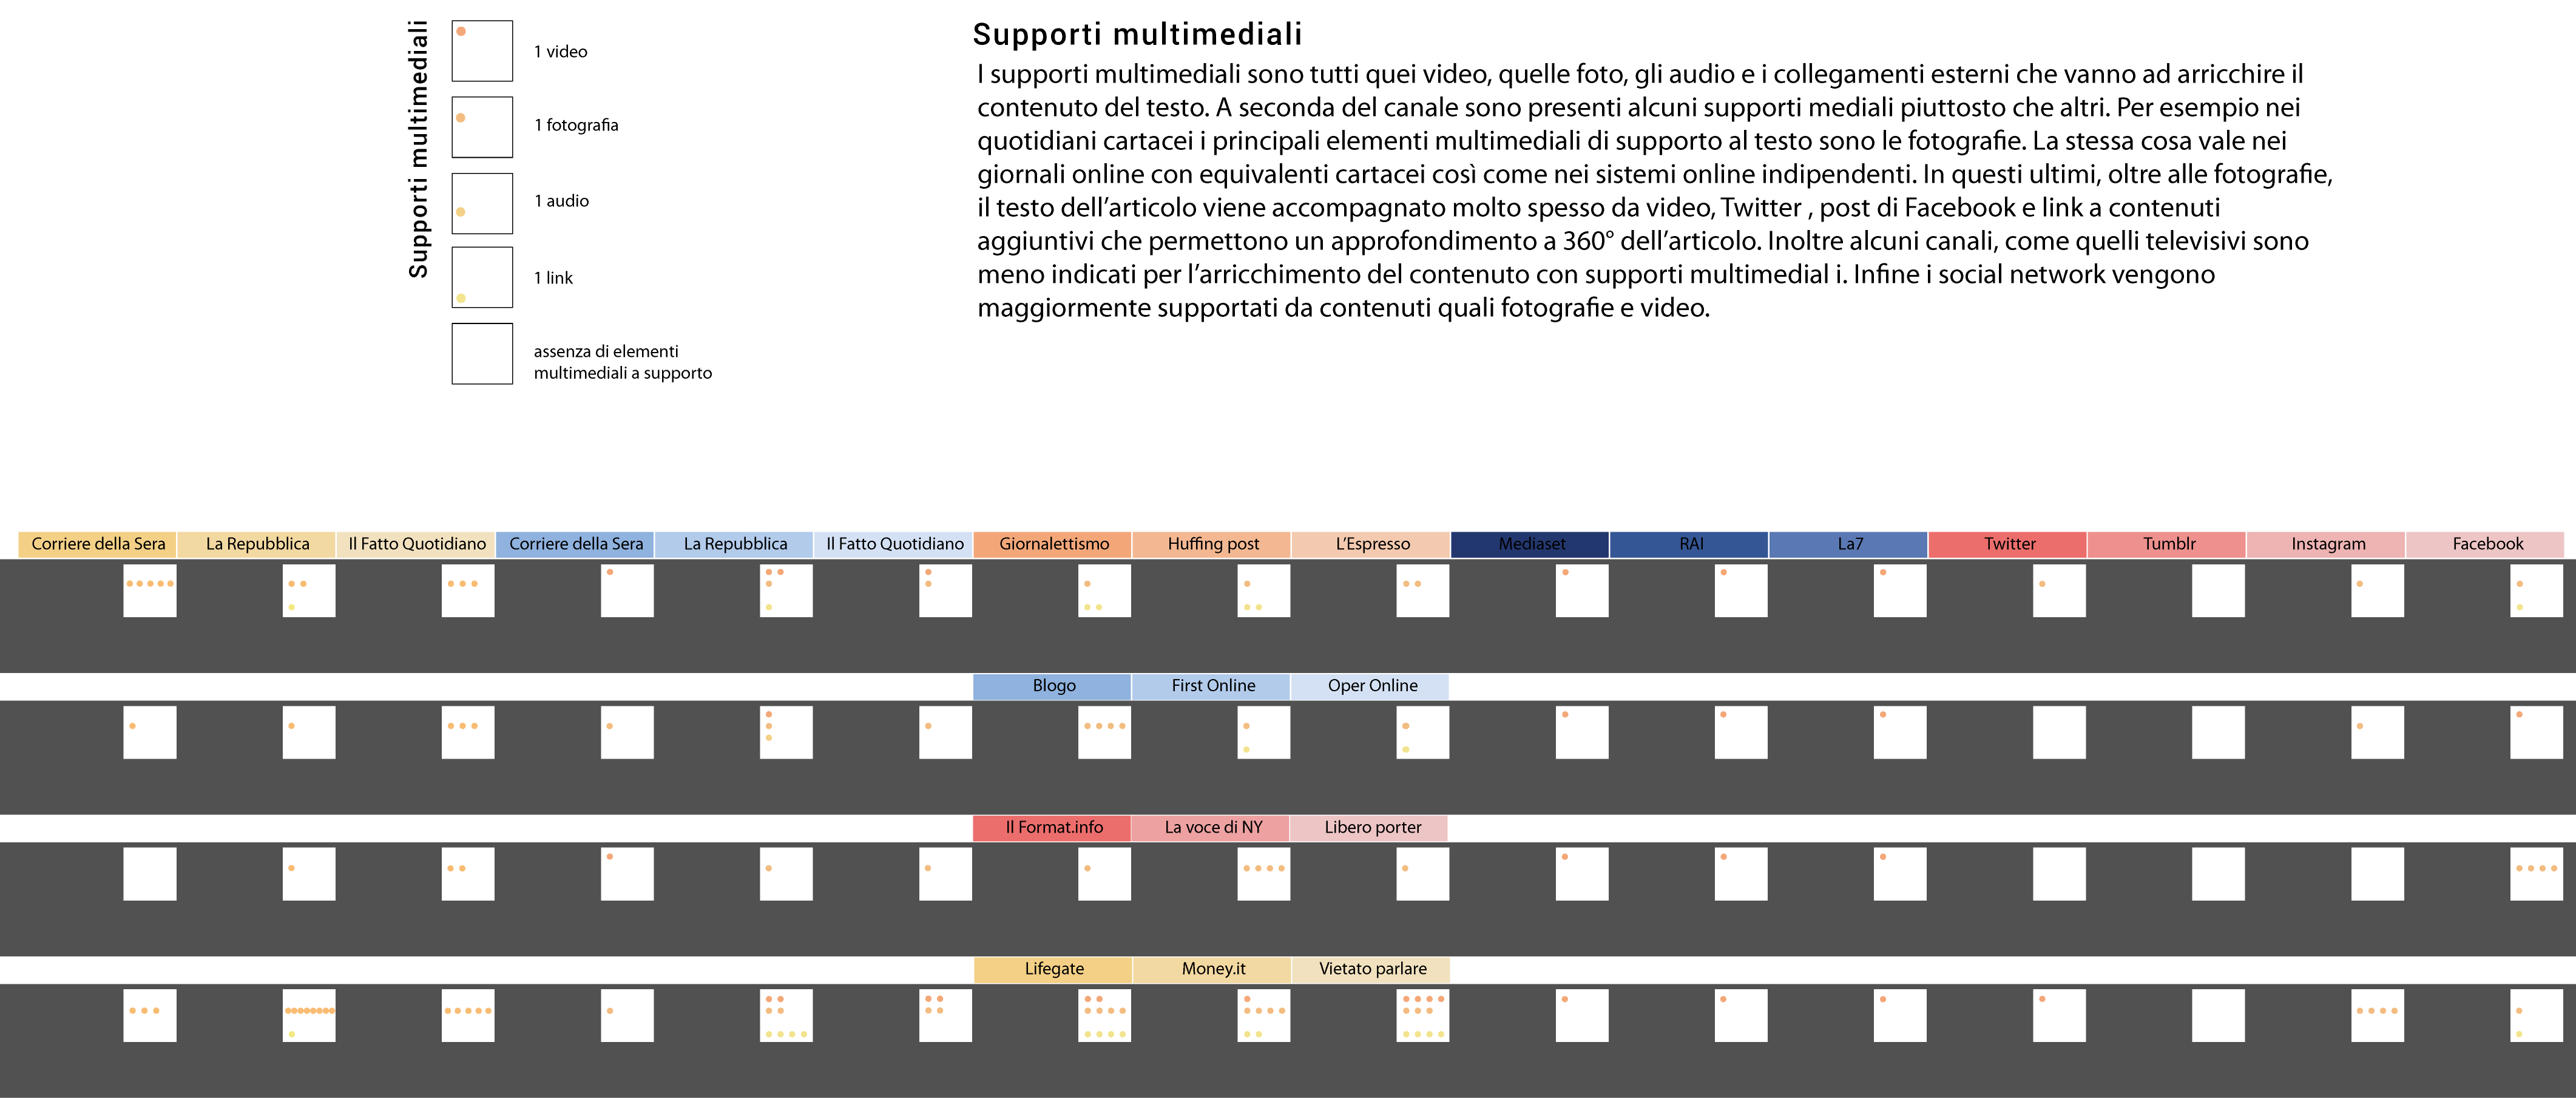 Supporti multimediali
1 video
1 fotografia
1 audio
1 link
assenza di elementi
multimediali a supporto
Supporti multimediali
I supporti multimediali sono tutti quei video, quelle foto, gli audio e i collegamenti esterni che vanno ad arricchire il
contenuto del testo. A seconda del canale sono presenti alcuni supporti mediali piuttosto che altri. Per esempio nei
quotidiani cartacei i principali elementi multimediali di supporto al testo sono le fotografie. La stessa cosa vale nei
giornali online con equivalenti cartacei così come nei sistemi online indipendenti. In questi ultimi, oltre alle fotografie,
il testo dell’articolo viene accompagnato molto spesso da video, Twitter , post di Facebook e link a contenuti
aggiuntivi che permettono un approfondimento a 360° dell’articolo. Inoltre alcuni canali, come quelli televisivi sono
meno indicati per l’arricchimento del contenuto con supporti multimedial i. Infine i social network vengono
maggiormente supportati da contenuti quali fotografie e video.
Corriere della Sera La Repubblica Il Fatto Quotidiano Corriere della Sera La Repubblica Il Fatto Quotidiano Giornalettismo Huffing post L’Espresso Mediaset RAI La7 Twitter Tumblr Instagram Facebook
Blogo First Online Oper Online
Il Format.info La voce di NY Libero porter
Lifegate Money.it Vietato parlare